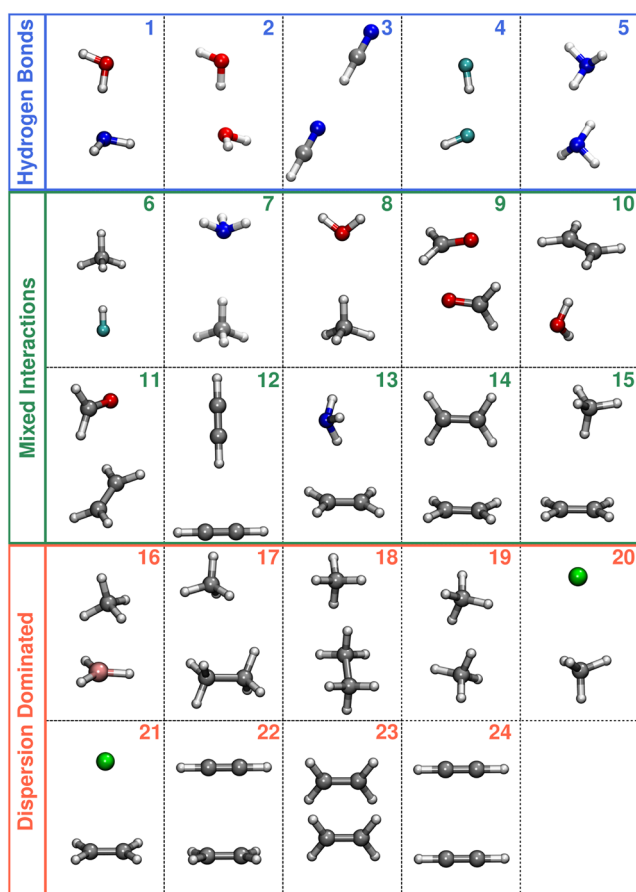 Hydrogen Bonds
1 2 3 4 5
Mixed Interactions
6 7 8 9 10
11 12 13 14 15
Dispersion Dominated
16 17 18 19 20
21 22 23 24